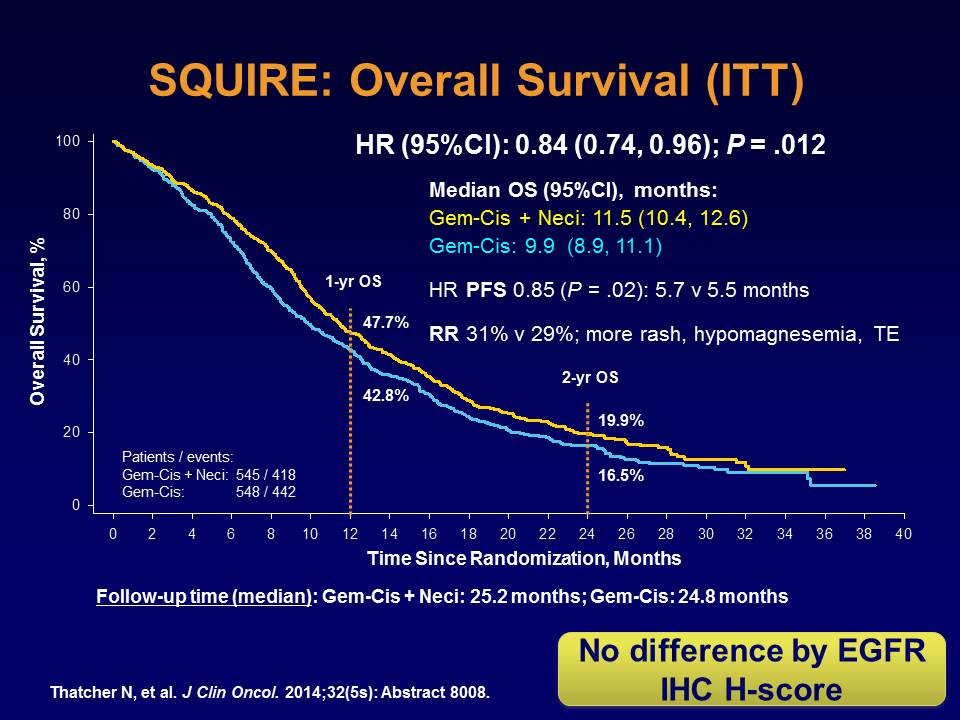 SQUIRE: Overall Survival (ITT)
HR (95%CI): 0.84 (0.74, 0.96); P = .012
Median OS (95%CI), months:
Gem-Cis + Neci: 11.5 (10.4, 12.6)
Gem-Cis: 9.9 (8.9, 11.1)
HR PFS 0.85 (P = .02): 5.7 v 5.5 months
RR 31% v 29%; more rash, hypomagnesemia, TE
Overall Survival, %
100
80
60
40
20
0
1-yr OS
47.7%
42.8%
2-yr OS
19.9%
16.5%
Patients / events:
Gem-Cis + Neci: 545 / 418
Gem-Cis: 548 / 442
0 2 4 6 8 10 12 14 16 18 20 22 24 26 28 30 32 34 36 38 40
Time Since Randomization, Months
Follow-up time (median): Gem-Cis + Neci: 25.2 months; Gem-Cis: 24.8 months
No difference by EGFR
IHC H-score
Thatcher N, et al. J Clin Oncol. 2014;32(5s): Abstract 8008.